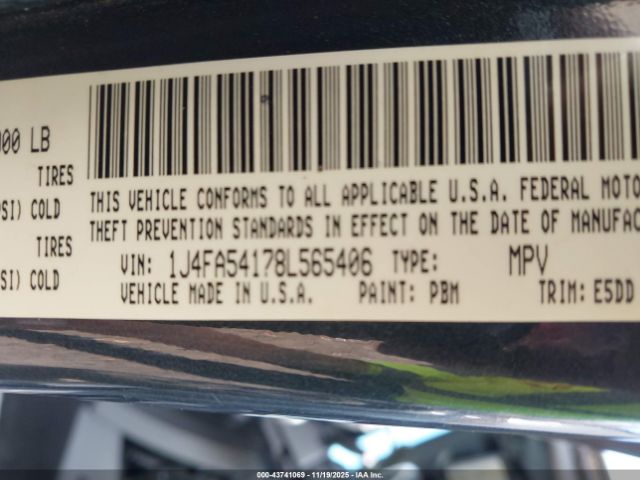 000 LB
TIRES
PSI) COLD
TIRES
SI) COLD
THIS VEHICLE CONFORMS TO ALL APPLICABLE U.S.A. FEDERAL MOTO
THEFT PREVENTION STANDARDS IN EFFECT ON THE DATE OF MANUFAC
VIN: 1J4FA54178L565406 TYPE: MPV
VEHICLE MADE IN U.S.A. PAINT: PBM TRIM: E5DD
000-43741069 | 11/19/2025 - IAA, Inc.